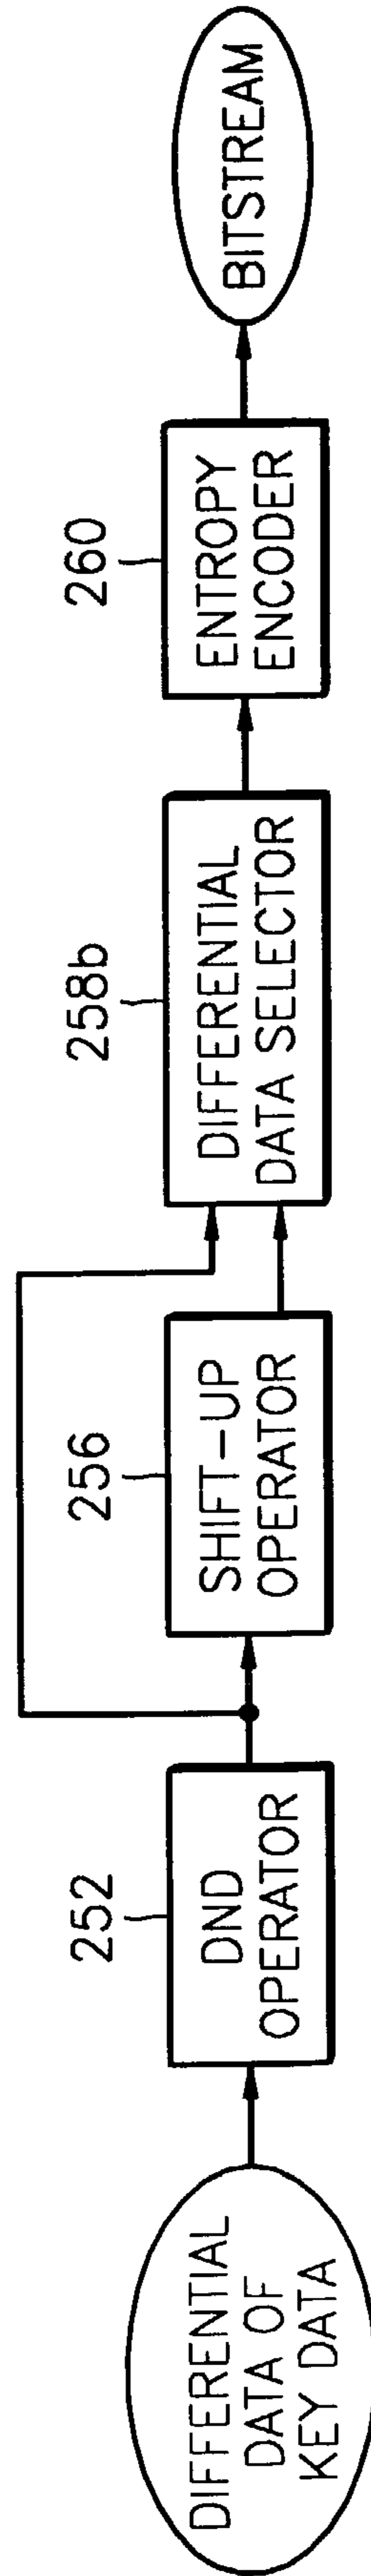 DIFFERENTIAL
DATA OF
KEY DATA
252
DND
OPERATOR
256
SHIFT-UP
OPERATOR
258b
DIFFERENTIAL
DATA SELECTOR
260
ENTROPY
ENCODER
BITSTREAM